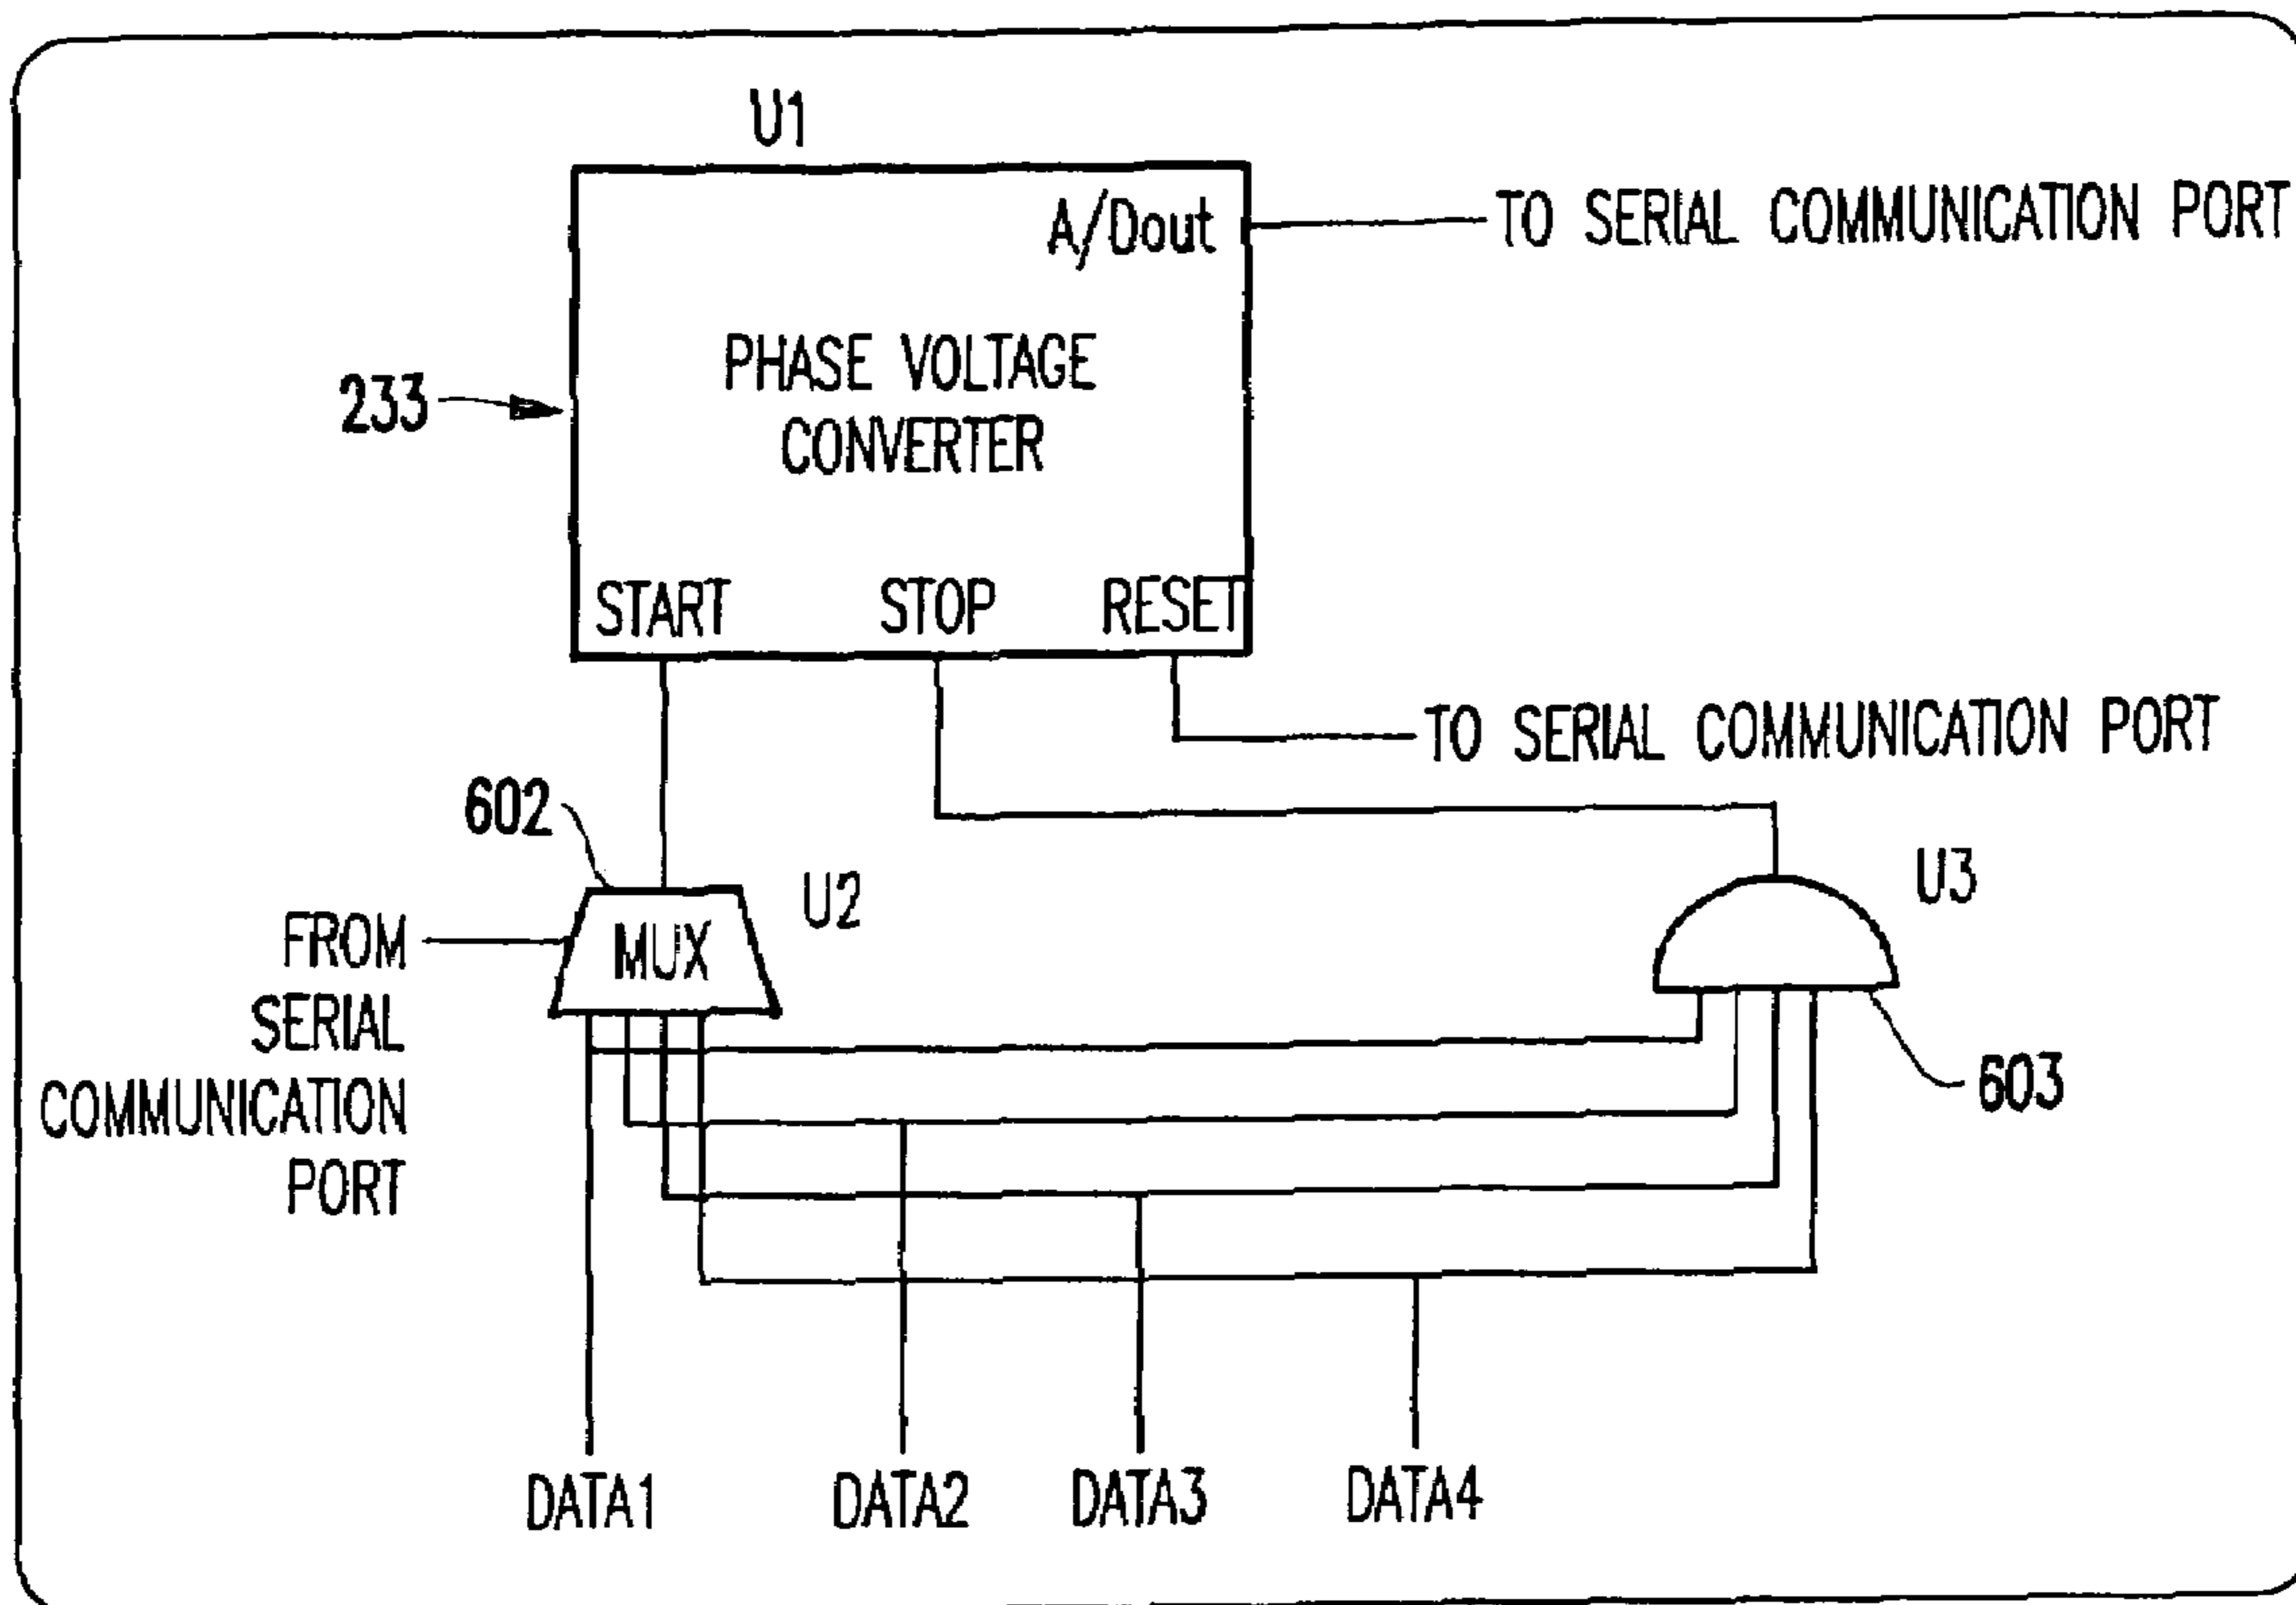 U1
A/Dout
TO SERIAL COMMUNICATION PORT
PHASE VOLTAGE
CONVERTER
233
START
STOP
RESET
TO SERIAL COMMUNICATION PORT
602
U2
U3
MUX
FROM
SERIAL
COMMUNICATION
PORT
603
DATA1
DATA2
DATA3
DATA4